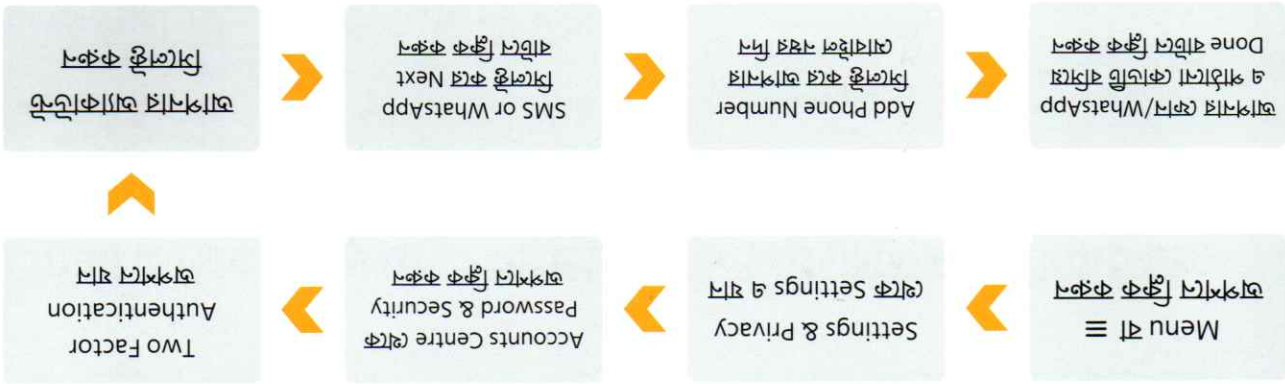 Menu বা ≡
অপশনে ক্লিক করুন
Settings & Privacy
থেকে Settings এ যান
Accounts Centre থেকে
Password & Security
অপশনে ক্লিক করুন
Two Factor
Authentication
অপশনে যান
আপনার অ্যাকাউন্ট
সিলেক্ট করুন
SMS or WhatsApp
সিলেক্ট করে Next
বাটনে ক্লিক করুন
Add Phone Number
সিলেক্ট করে আপনার
মোবাইল নম্বর দিন
আপনার ফোন/WhatsApp
এ পাঠানো কোডটি বসিয়ে
Done বাটনে ক্লিক করুন